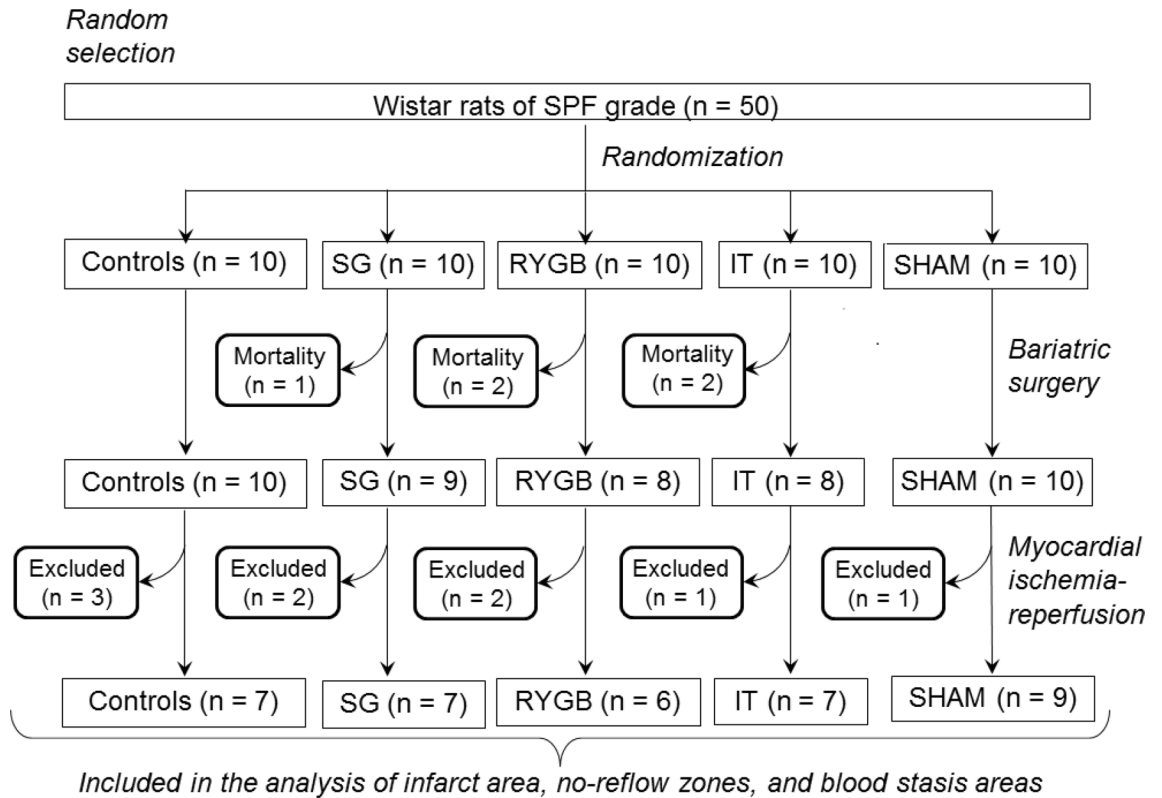 Random
selection
Wistar rats of SPF grade (n = 50)
Randomization
Controls (n = 10)
SG (n = 10)
RYGB (n = 10)
IT (n = 10)
SHAM (n = 10)
Mortality
(n = 1)
Mortality
(n = 2)
Mortality
(n = 2)
Bariatric
surgery
Controls (n = 10)
SG (n = 9)
RYGB (n = 8)
IT (n = 8)
SHAM (n = 10)
Excluded
(n = 3)
Excluded
(n = 2)
Excluded
(n = 2)
Excluded
(n = 1)
Excluded
(n = 1)
Myocardial
ischemia-
reperfusion
Controls (n = 7)
SG (n = 7)
RYGB (n = 6)
IT (n = 7)
SHAM (n = 9)
Included in the analysis of infarct area, no-reflow zones, and blood stasis areas